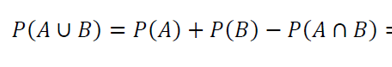 P(A ∪ B) = P(A) + P(B) − P(A ∩ B) =